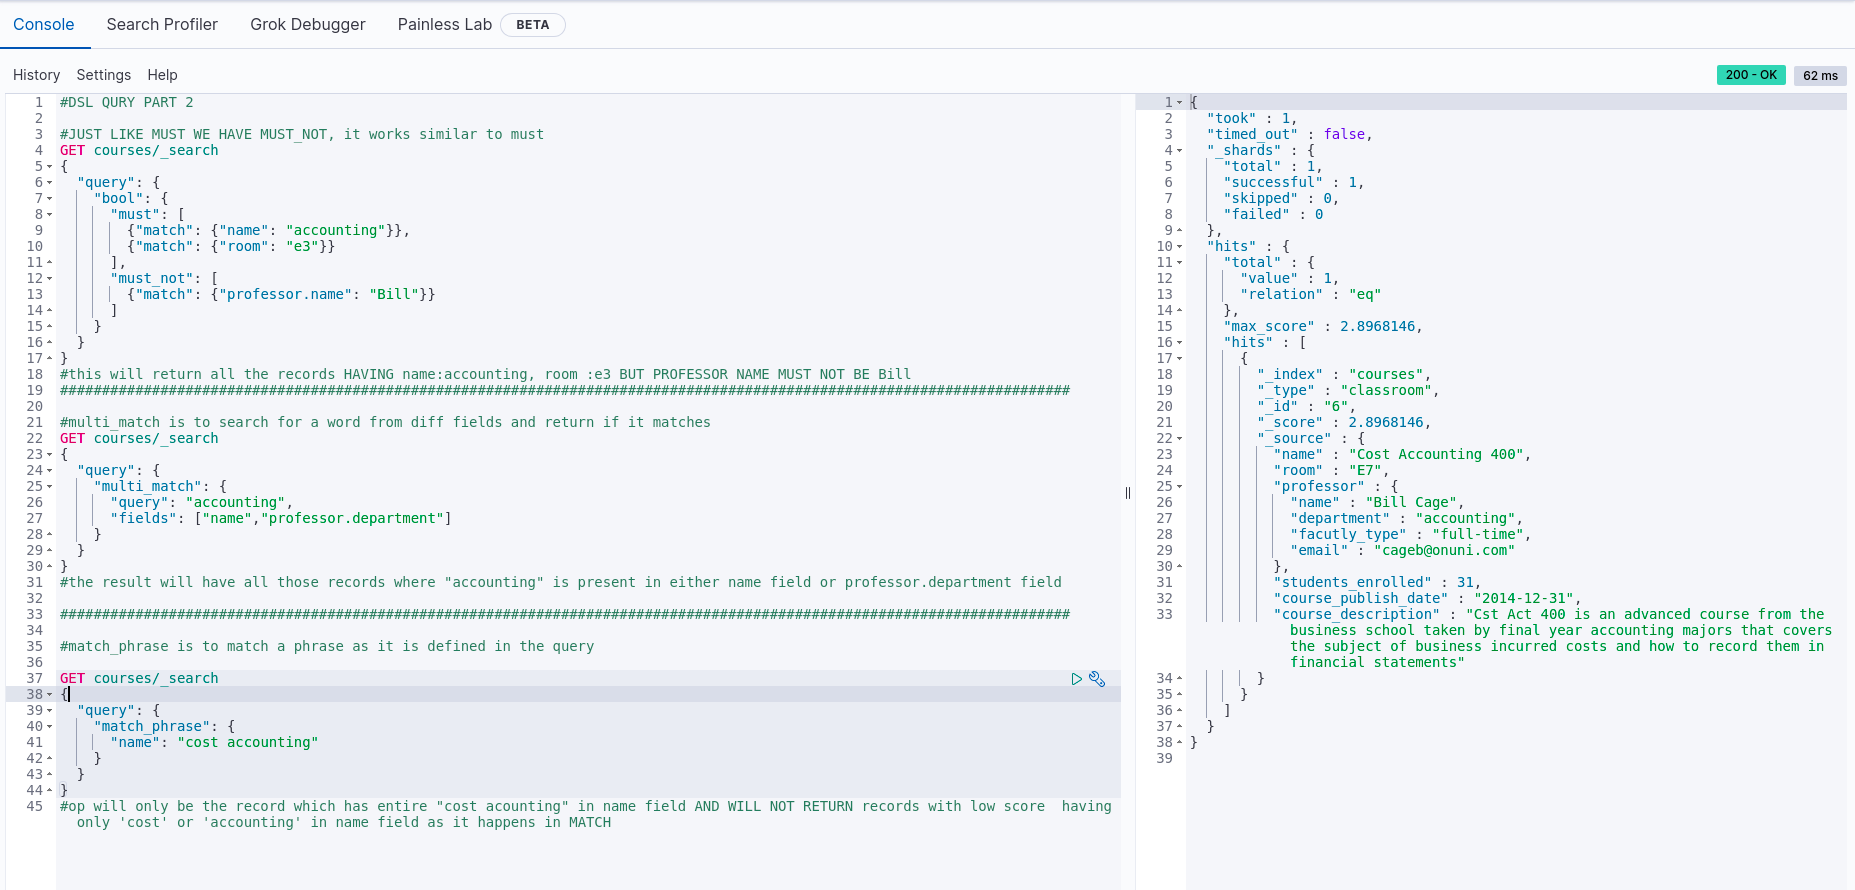 Console Search Profiler Grok Debugger Painless Lab BETA
History Settings Help
200 - OK 62 ms
1 #DSL QURY PART 2
2
3 #JUST LIKE MUST WE HAVE MUST_NOT, it works similar to must
4 GET courses/_search
5 {
6 "query": {
7 "bool": {
8 "must": [
9 {"match": {"name": "accounting"}},
10 {"match": {"room": "e3"}}
11 ],
12 "must_not": [
13 {"match": {"professor.name": "Bill"}}
14 ]
15 }
16 }
17 }
18 #this will return all the records HAVING name:accounting, room :e3 BUT PROFESSOR NAME MUST NOT BE Bill
19 #########################################################################################################################
20
21 #multi_match is to search for a word from diff fields and return if it matches
22 GET courses/_search
23 {
24 "query": {
25 "multi_match": {
26 "query": "accounting",
27 "fields": ["name","professor.department"]
28 }
29 }
30 }
31 #the result will have all those records where "accounting" is present in either name field or professor.department field
32
33 #########################################################################################################################
34
35 #match_phrase is to match a phrase as it is defined in the query
36
37 GET courses/_search
38 {
39 "query": {
40 "match_phrase": {
41 "name": "cost accounting"
42 }
43 }
44 }
45 #op will only be the record which has entire "cost acounting" in name field AND WILL NOT RETURN records with low score  having
only 'cost' or 'accounting' in name field as it happens in MATCH
1 {
2 "took" : 1,
3 "timed_out" : false,
4 "_shards" : {
5 "total" : 1,
6 "successful" : 1,
7 "skipped" : 0,
8 "failed" : 0
9 },
10 "hits" : {
11 "total" : {
12 "value" : 1,
13 "relation" : "eq"
14 },
15 "max_score" : 2.8968146,
16 "hits" : [
17 {
18 "_index" : "courses",
19 "_type" : "classroom",
20 "_id" : "6",
21 "_score" : 2.8968146,
22 "_source" : {
23 "name" : "Cost Accounting 400",
24 "room" : "E7",
25 "professor" : {
26 "name" : "Bill Cage",
27 "department" : "accounting",
28 "facutly_type" : "full-time",
29 "email" : "cageb@onuni.com"
30 },
31 "students_enrolled" : 31,
32 "course_publish_date" : "2014-12-31",
33 "course_description" : "Cst Act 400 is an advanced course from the
business school taken by final year accounting majors that covers
the subject of business incurred costs and how to record them in
financial statements"
34 }
35 }
36 ]
37 }
38 }
39